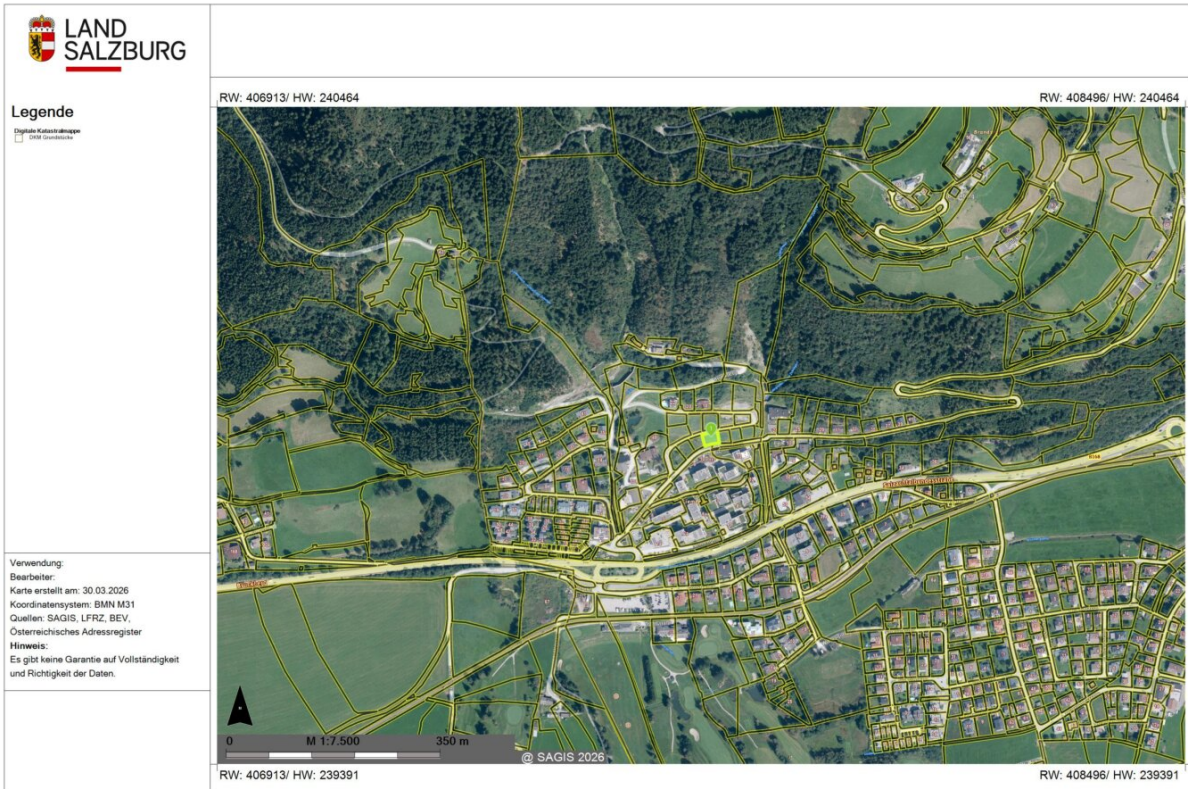 LAND
SALZBURG
Legende
Digitale Katastralmappe
DKM Grundstücke
RW: 406913/ HW: 240464
RW: 408496/ HW: 240464
B168
Verwendung:
Bearbeiter:
Karte erstellt am: 30.03.2026
Koordinatensystem: BMN M31
Quellen: SAGIS, LFRZ, BEV,
Österreichisches Adressregister
Hinweis:
Es gibt keine Garantie auf Vollständigkeit
und Richtigkeit der Daten.
0 M 1:7.500 350 m
@ SAGIS 2026
RW: 406913/ HW: 239391
RW: 408496/ HW: 239391